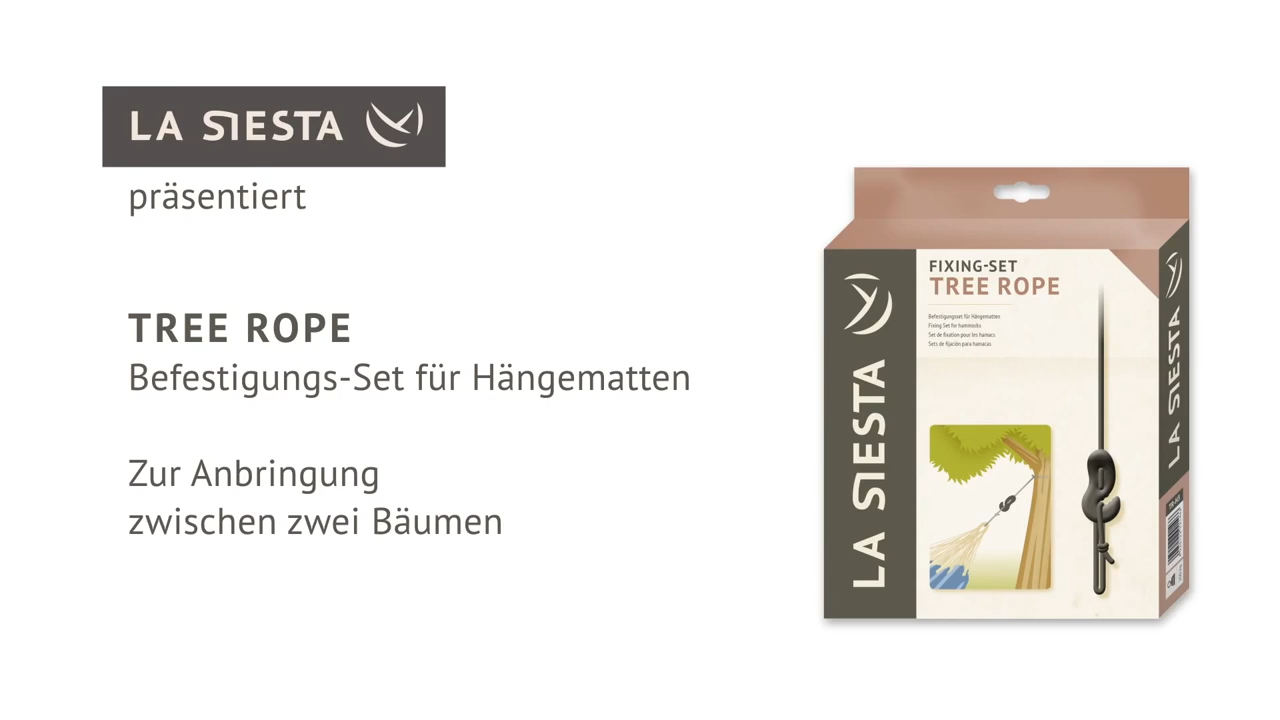 LA SIESTA
präsentiert
TREE ROPE
Befestigungs-Set für Hängematten
Zur Anbringung
zwischen zwei Bäumen
FIXING-SET
TREE ROPE
Befestigungsset für Hängematten
Fixing Set for hammocks
Set de fixation pour les hamacs
Sets de fijación para hamacas
LA SIESTA
LA SIESTA